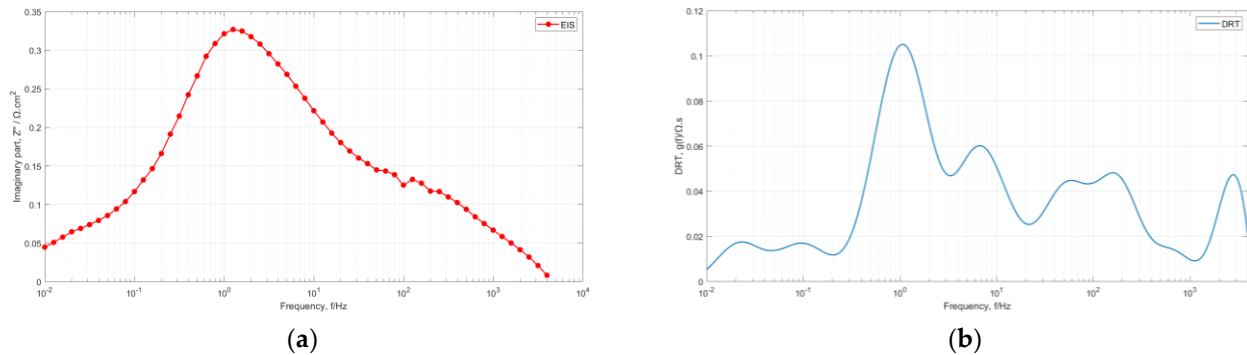 0.35
0.3
0.25
0.2
0.15
0.1
0.05
0
Imaginary part, Z'' / Ω.cm²
EIS
10⁻² 10⁻¹ 10⁰ 10¹ 10² 10³ 10⁴
Frequency, f/Hz
(a)
0.12
0.1
0.08
0.06
0.04
0.02
0
DRT, g(f)/Ω.s
DRT
10⁻² 10⁻¹ 10⁰ 10¹ 10² 10³
Frequency, f/Hz
(b)